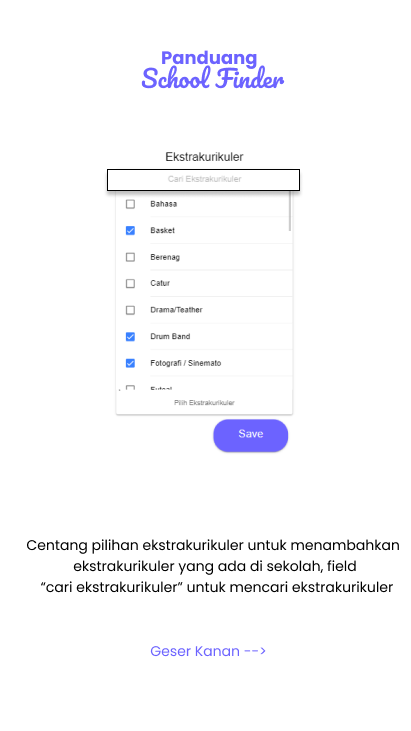 Panduang
School Finder
Ekstrakurikuler
Cari Ekstrakurikuler
Bahasa
Basket
Berenag
Catur
Drama/Teather
Drum Band
Fotografi / Sinemato
Futsal
Pilih Ekstrakurikuler
Save
Centang pilihan ekstrakurikuler untuk menambahkan
ekstrakurikuler yang ada di sekolah, field
“cari ekstrakurikuler” untuk mencari ekstrakurikuler
Geser Kanan -->